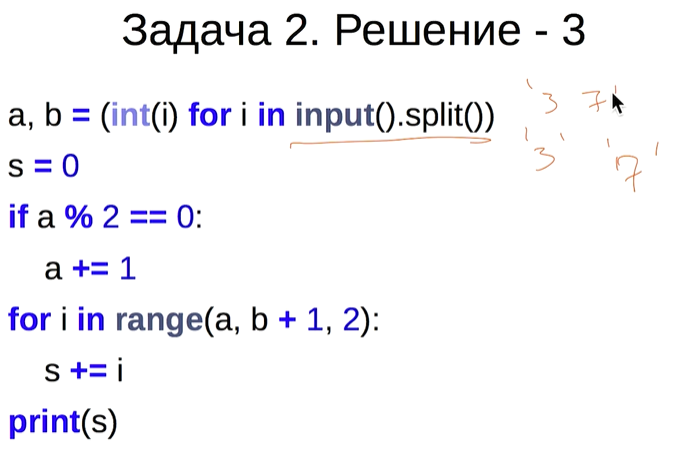 Задача 2. Решение - 3
a, b = (int(i) for i in input().split()) '3 7'
s = 0 '3' '7'
if a % 2 == 0:
a += 1
for i in range(a, b + 1, 2):
s += i
print(s)